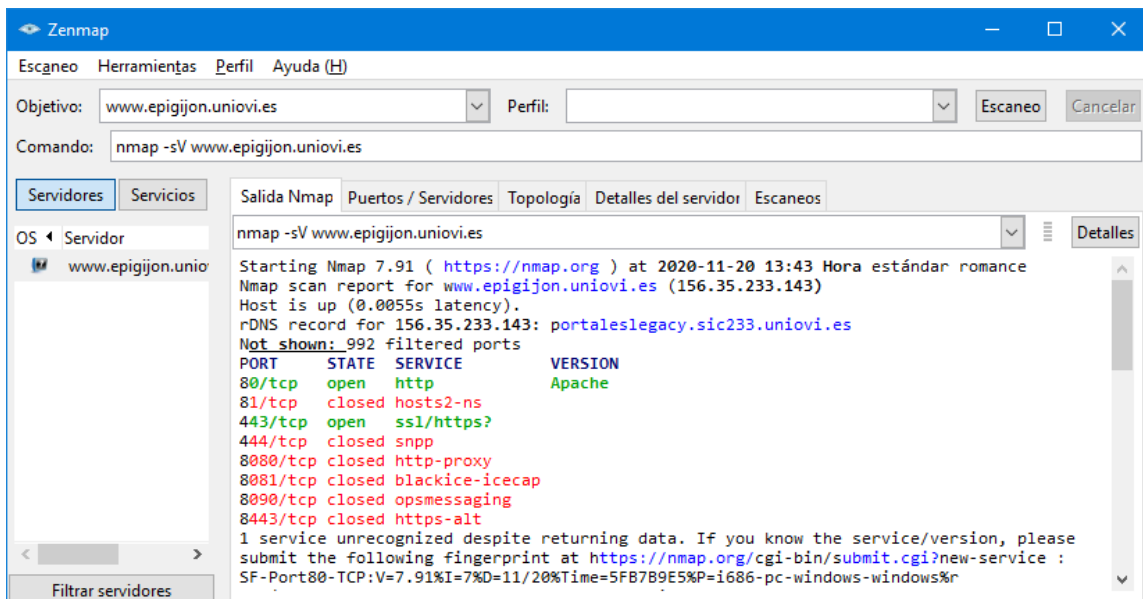 Zenmap
Escaneo Herramientas Perfil Ayuda (H)
Objetivo: www.epigijon.uniovi.es Perfil: Escaneo Cancelar
Comando: nmap -sV www.epigijon.uniovi.es
Servidores Servicios Salida Nmap Puertos / Servidores Topología Detalles del servidor Escaneos
OS Servidor nmap -sV www.epigijon.uniovi.es Detalles
www.epigijon.unio
Starting Nmap 7.91 ( https://nmap.org ) at 2020-11-20 13:43 Hora estándar romance
Nmap scan report for www.epigijon.uniovi.es (156.35.233.143)
Host is up (0.0055s latency).
rDNS record for 156.35.233.143: portaleslegacy.sic233.uniovi.es
Not shown: 992 filtered ports
PORT STATE SERVICE VERSION
80/tcp open http Apache
81/tcp closed hosts2-ns
443/tcp open ssl/https?
444/tcp closed snpp
8080/tcp closed http-proxy
8081/tcp closed blackice-icecap
8090/tcp closed opsmessaging
8443/tcp closed https-alt
1 service unrecognized despite returning data. If you know the service/version, please
submit the following fingerprint at https://nmap.org/cgi-bin/submit.cgi?new-service :
SF-Port80-TCP:V=7.91%I=7%D=11/20%Time=5FB7B9E5%P=i686-pc-windows-windows%r
Filtrar servidores